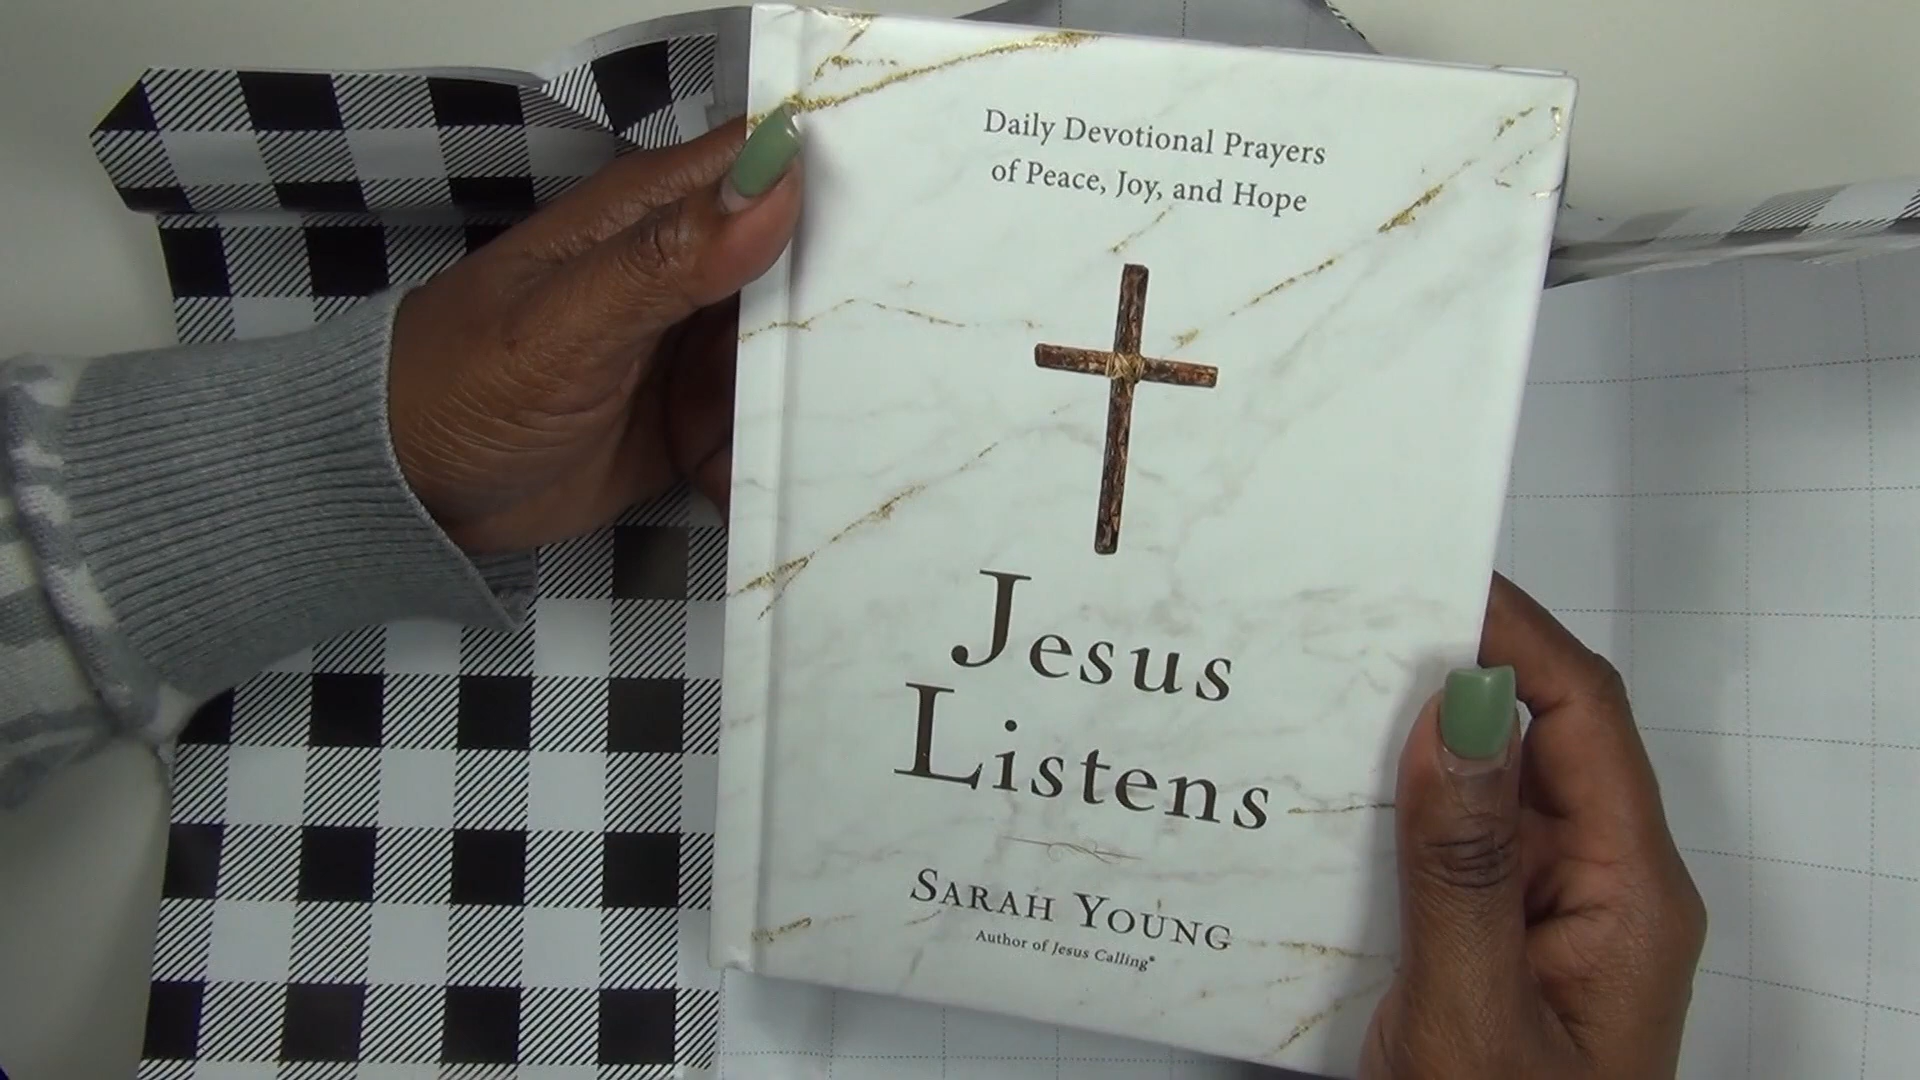 Daily Devotional Prayers
of Peace, Joy, and Hope
Jesus
Listens
Sarah Young
Author of Jesus Calling®